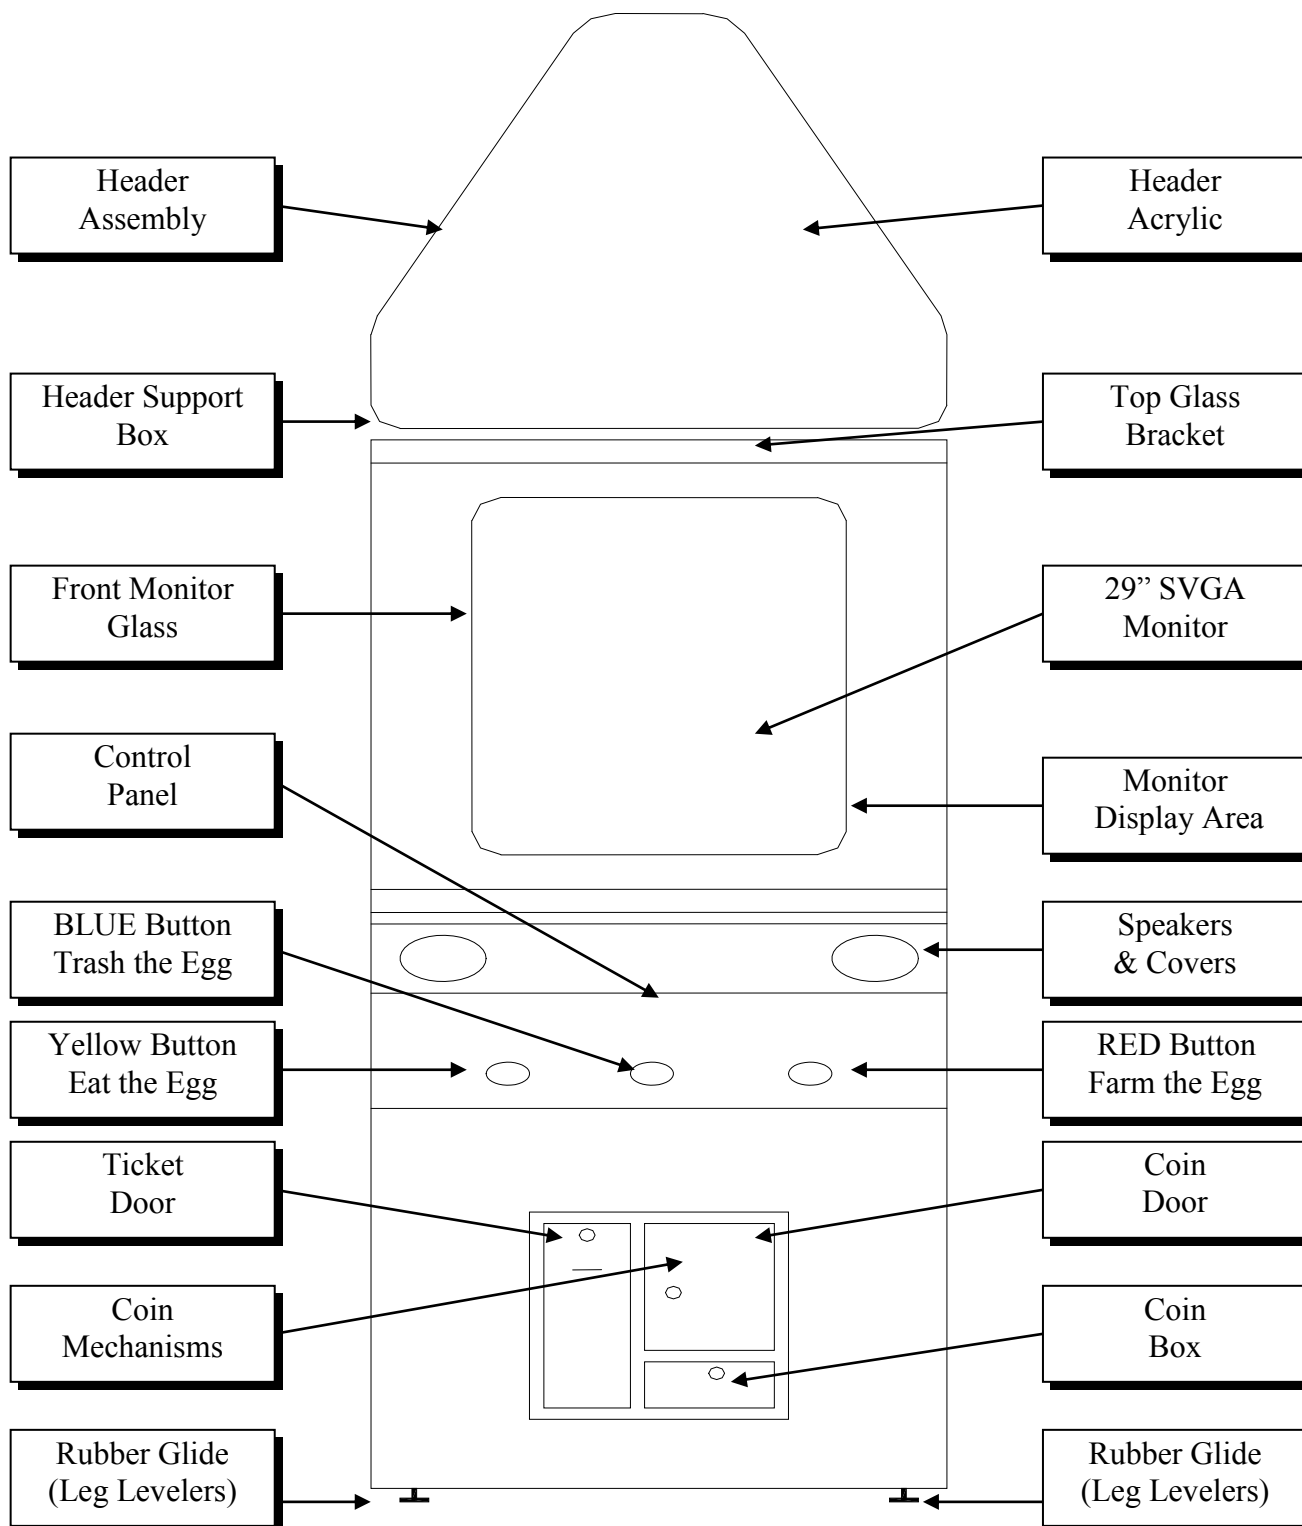 Header
Assembly
Header
Acrylic
Header Support
Box
Top Glass
Bracket
Front Monitor
Glass
29” SVGA
Monitor
Control
Panel
Monitor
Display Area
BLUE Button
Trash the Egg
Speakers
& Covers
Yellow Button
Eat the Egg
RED Button
Farm the Egg
Ticket
Door
Coin
Door
Coin
Mechanisms
Coin
Box
Rubber Glide
(Leg Levelers)
Rubber Glide
(Leg Levelers)